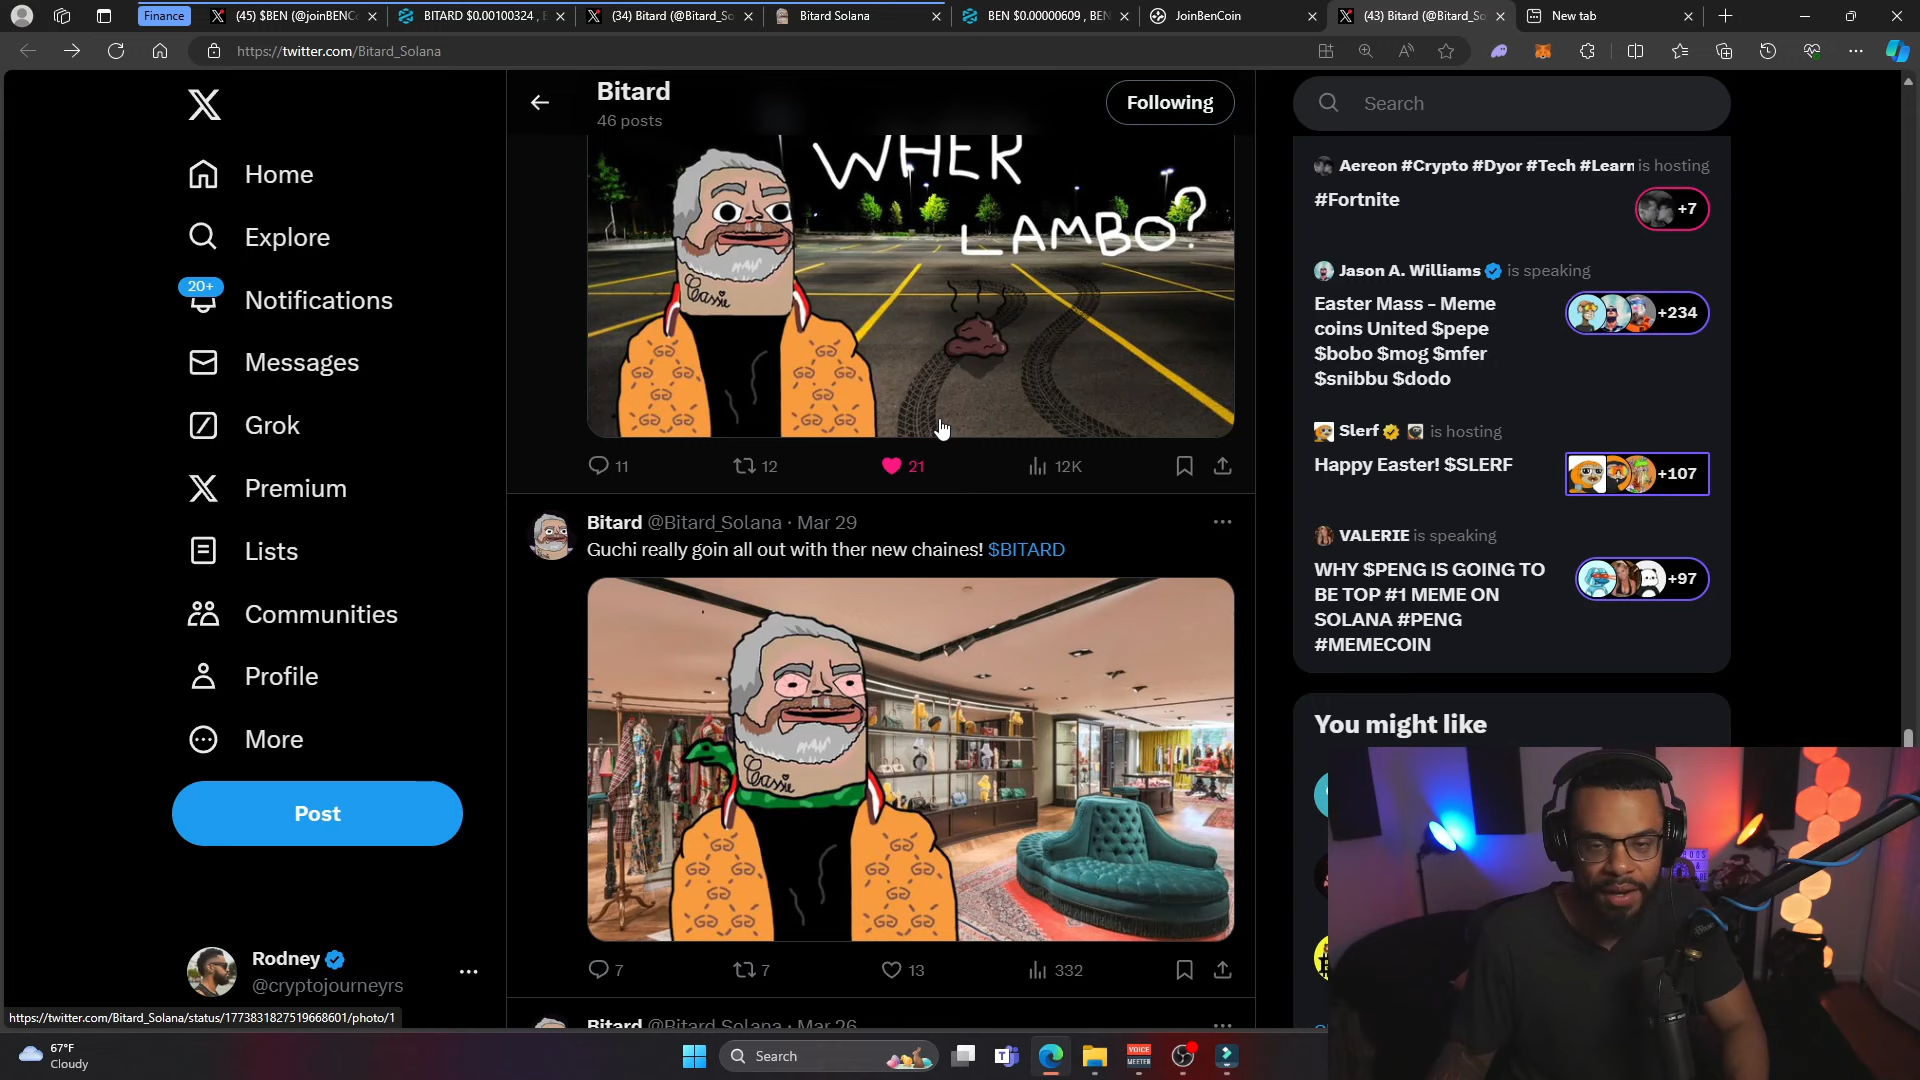 Finance
(45) $BEN (@joinBENC
BITARD $0.00100324 ,
(34) Bitard (@Bitard_So
Bitard Solana
BEN $0.00000609 , BEN
JoinBenCoin
(43) Bitard (@Bitard_So
New tab
https://twitter.com/Bitard_Solana
Bitard
46 posts
Following
Search
Home
Explore
20+
Notifications
Messages
Grok
Premium
Lists
Communities
Profile
More
Post
Rodney
@cryptojourneyrs
WHER
LAMBO?
Cassie
11
12
21
12K
Bitard @Bitard_Solana · Mar 29
Guchi really goin all out with ther new chaines! $BITARD
Cassie
7
7
13
332
Bitard @Bitard_Solana · Mar 26
Aereon #Crypto #Dyor #Tech #Learn is hosting
#Fortnite
+7
Jason A. Williams is speaking
Easter Mass - Meme
coins United $pepe
$bobo $mog $mfer
$snibbu $dodo
+234
Slerf is hosting
Happy Easter! $SLERF
+107
VALERIE is speaking
WHY $PENG IS GOING TO
BE TOP #1 MEME ON
SOLANA #PENG
#MEMECOIN
+97
You might like
https://twitter.com/Bitard_Solana/status/1773831827519668601/photo/1
67°F
Cloudy
Search
VOICE
MEETER